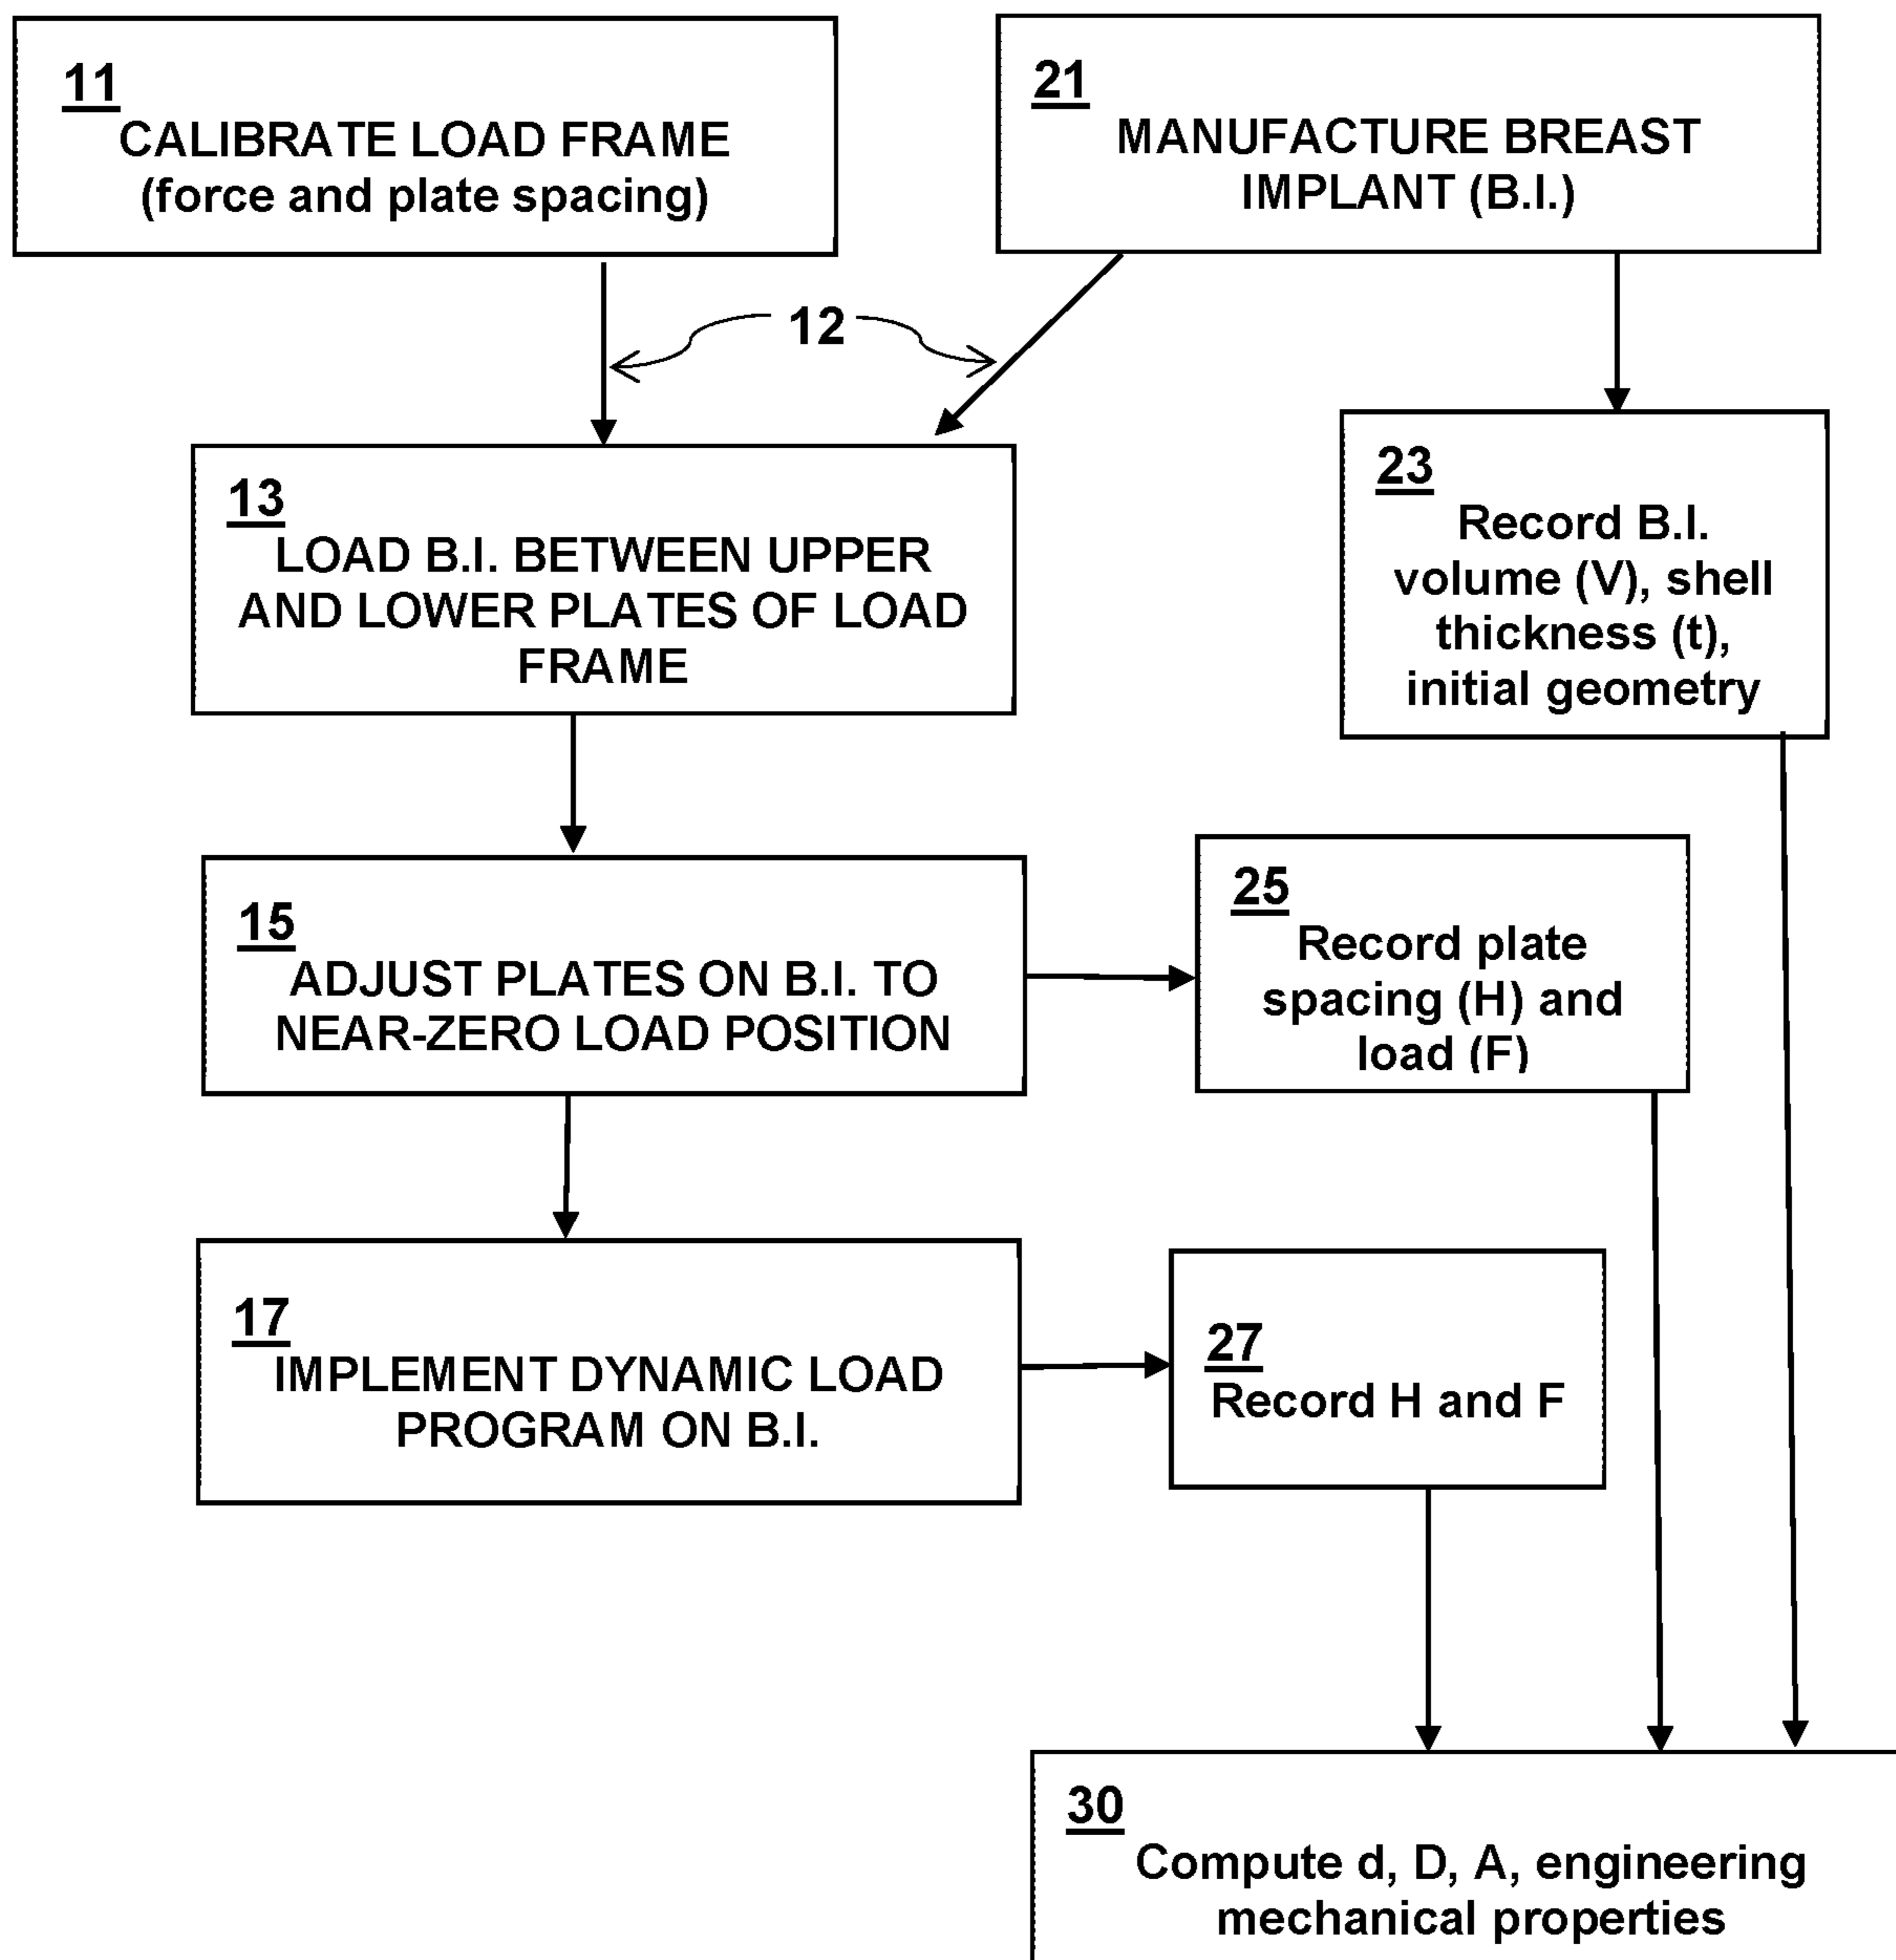 11
CALIBRATE LOAD FRAME
(force and plate spacing)
21
MANUFACTURE BREAST
IMPLANT (B.I.)
12
13
LOAD B.I. BETWEEN UPPER
AND LOWER PLATES OF LOAD
FRAME
23
Record B.I.
volume (V), shell
thickness (t),
initial geometry
15
ADJUST PLATES ON B.I. TO
NEAR-ZERO LOAD POSITION
25
Record plate
spacing (H) and
load (F)
17
IMPLEMENT DYNAMIC LOAD
PROGRAM ON B.I.
27
Record H and F
30
Compute d, D, A, engineering
mechanical properties